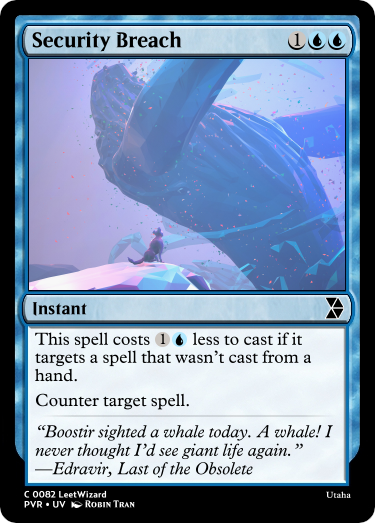 Security Breach 1
This spell costs 1 less to cast if it
targets a spell that wasn't cast from a
hand.
Counter target spell.
Instant
“Boostir sighted a whale today. A whale! I
never thought I'd see giant life again.”
—Edravir, Last of the Obsolete
C 0082 LeetWizard
PVR • UV Robin Tran
Utaha